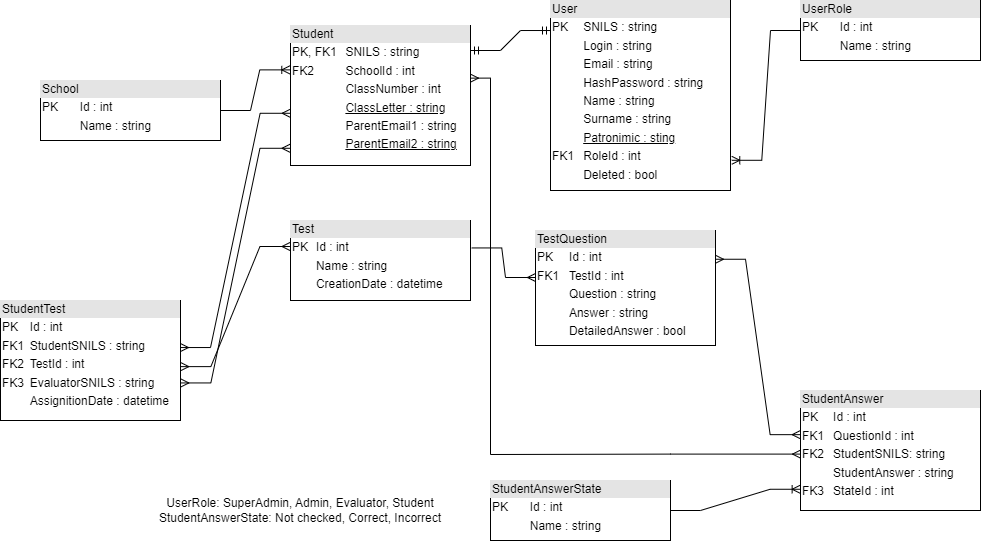 School
PK Id : int
Name : string
Student
PK, FK1 SNILS : string
FK2 SchoolId : int
ClassNumber : int
ClassLetter : string
ParentEmail1 : string
ParentEmail2 : string
User
PK SNILS : string
Login : string
Email : string
HashPassword : string
Name : string
Surname : string
Patronimic : sting
FK1 RoleId : int
Deleted : bool
UserRole
PK Id : int
Name : string
StudentTest
PK Id : int
FK1 StudentSNILS : string
FK2 TestId : int
FK3 EvaluatorSNILS : string
AssignitionDate : datetime
Test
PK Id : int
Name : string
CreationDate : datetime
TestQuestion
PK Id : int
FK1 TestId : int
Question : string
Answer : string
DetailedAnswer : bool
StudentAnswer
PK Id : int
FK1 QuestionId : int
FK2 StudentSNILS: string
StudentAnswer : string
FK3 StateId : int
StudentAnswerState
PK Id : int
Name : string
UserRole: SuperAdmin, Admin, Evaluator, Student
StudentAnswerState: Not checked, Correct, Incorrect